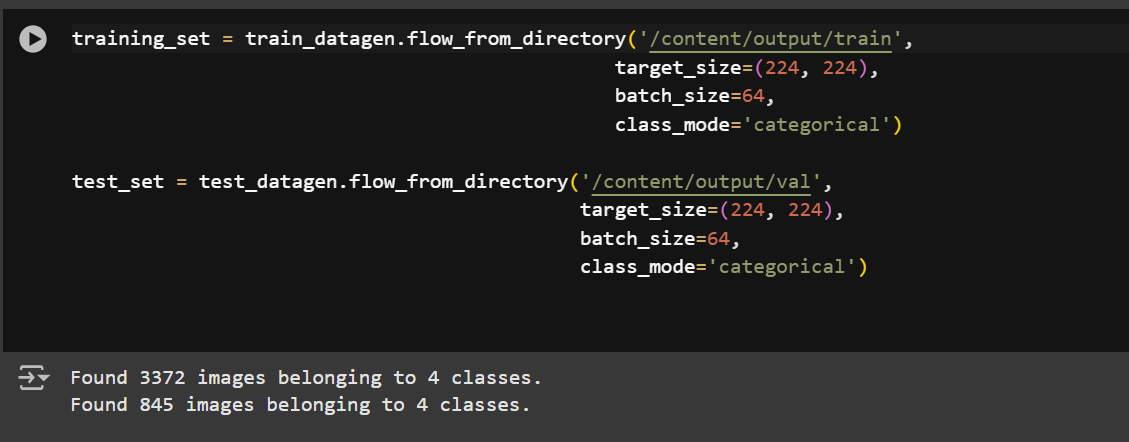 training_set = train_datagen.flow_from_directory('/content/output/train',
target_size=(224, 224),
batch_size=64,
class_mode='categorical')
test_set = test_datagen.flow_from_directory('/content/output/val',
target_size=(224, 224),
batch_size=64,
class_mode='categorical')
Found 3372 images belonging to 4 classes.
Found 845 images belonging to 4 classes.